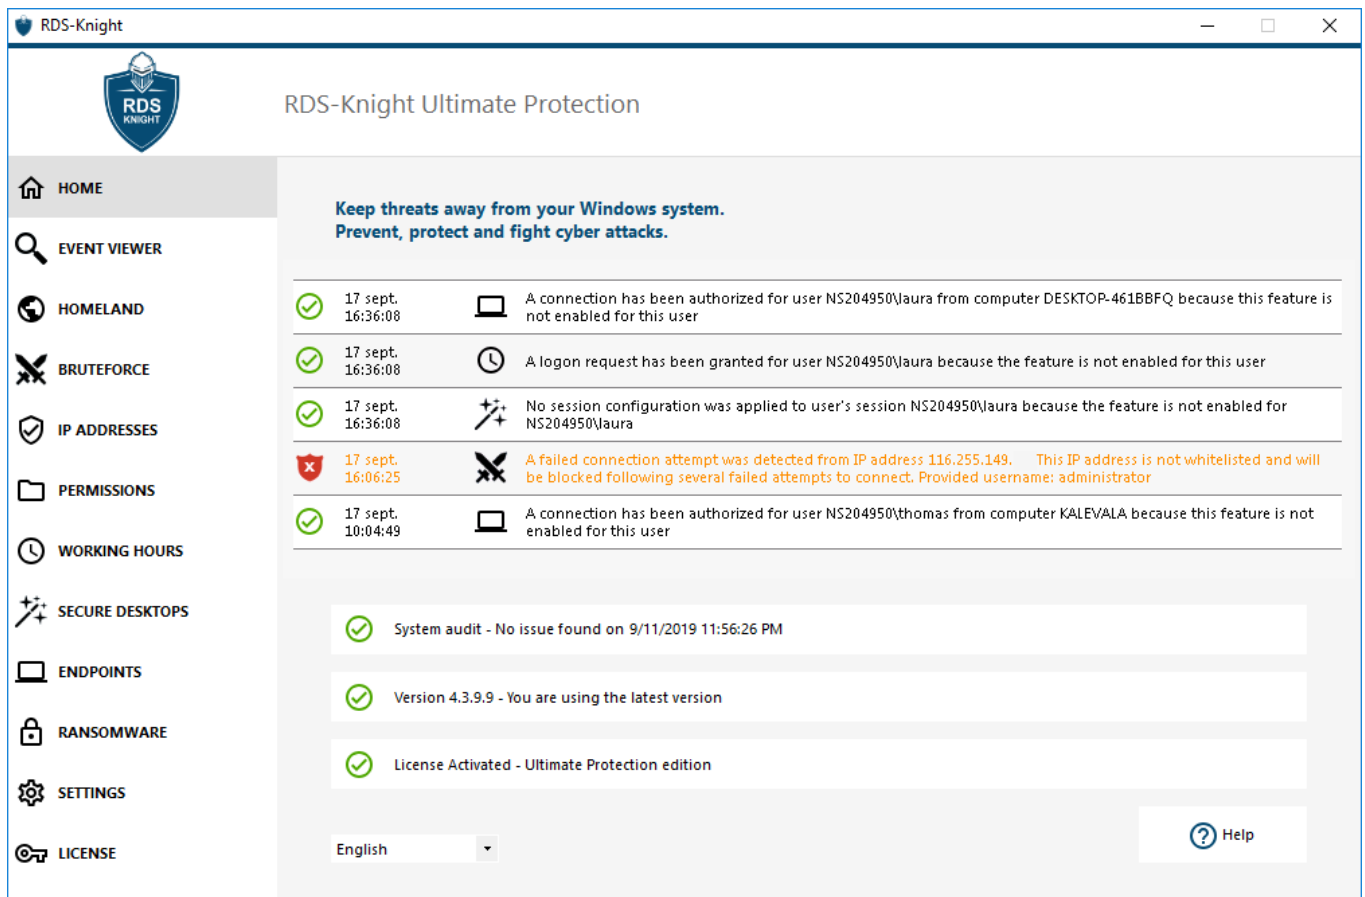 RDS-Knight
RDS
KNIGHT
RDS-Knight Ultimate Protection
HOME
EVENT VIEWER
HOMELAND
BRUTEFORCE
IP ADDRESSES
PERMISSIONS
WORKING HOURS
SECURE DESKTOPS
ENDPOINTS
RANSOMWARE
SETTINGS
LICENSE
Keep threats away from your Windows system.
Prevent, protect and fight cyber attacks.
17 sept.
16:36:08
A connection has been authorized for user NS204950\laura from computer DESKTOP-461BBFQ because this feature is
not enabled for this user
17 sept.
16:36:08
A logon request has been granted for user NS204950\laura because the feature is not enabled for this user
17 sept.
16:36:08
No session configuration was applied to user's session NS204950\laura because the feature is not enabled for
NS204950\laura
17 sept.
16:06:25
A failed connection attempt was detected from IP address 116.255.149. This IP address is not whitelisted and will
be blocked following several failed attempts to connect. Provided username: administrator
17 sept.
10:04:49
A connection has been authorized for user NS204950\thomas from computer KALEVALA because this feature is not
enabled for this user
System audit - No issue found on 9/11/2019 11:56:26 PM
Version 4.3.9.9 - You are using the latest version
License Activated - Ultimate Protection edition
English
Help